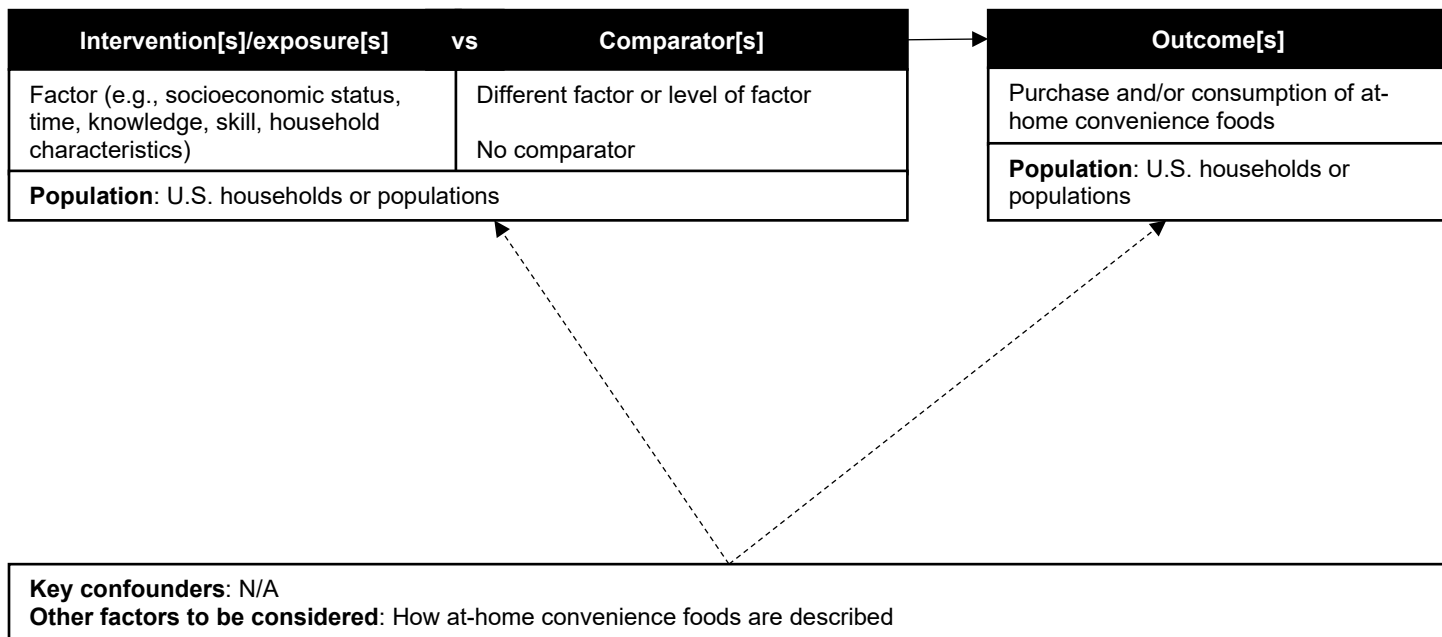 Intervention[s]/exposure[s] vs Comparator[s]
Factor (e.g., socioeconomic status,
time, knowledge, skill, household
characteristics)
Different factor or level of factor
No comparator
Population: U.S. households or populations
Outcome[s]
Purchase and/or consumption of at-
home convenience foods
Population: U.S. households or
populations
Key confounders: N/A
Other factors to be considered: How at-home convenience foods are described